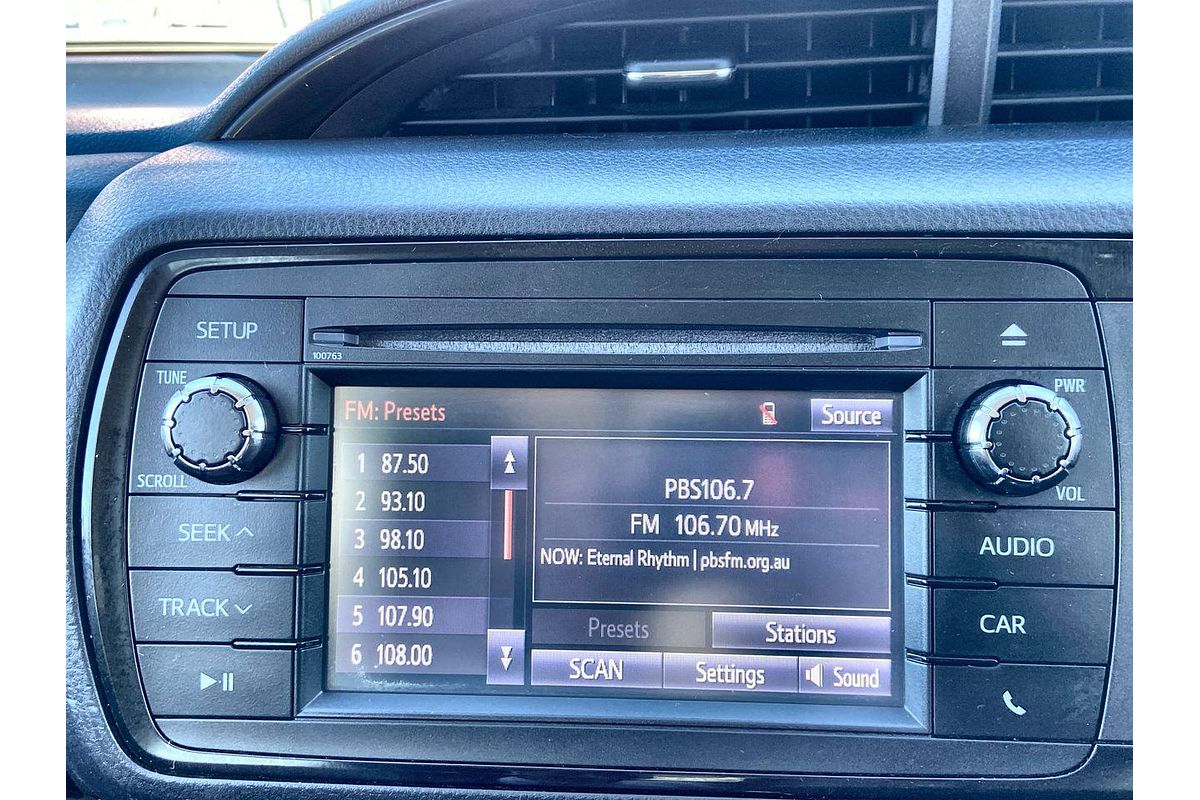 SETUP
100763
TUNE
PWR
SCROLL
VOL
SEEK
TRACK
AUDIO
CAR
FM: Presets
Source
1 87.50
2 93.10
3 98.10
4 105.10
5 107.90
6 108.00
PBS106.7
FM 106.70 MHz
NOW: Eternal Rhythm | pbsfm.org.au
Presets
Stations
SCAN
Settings
Sound